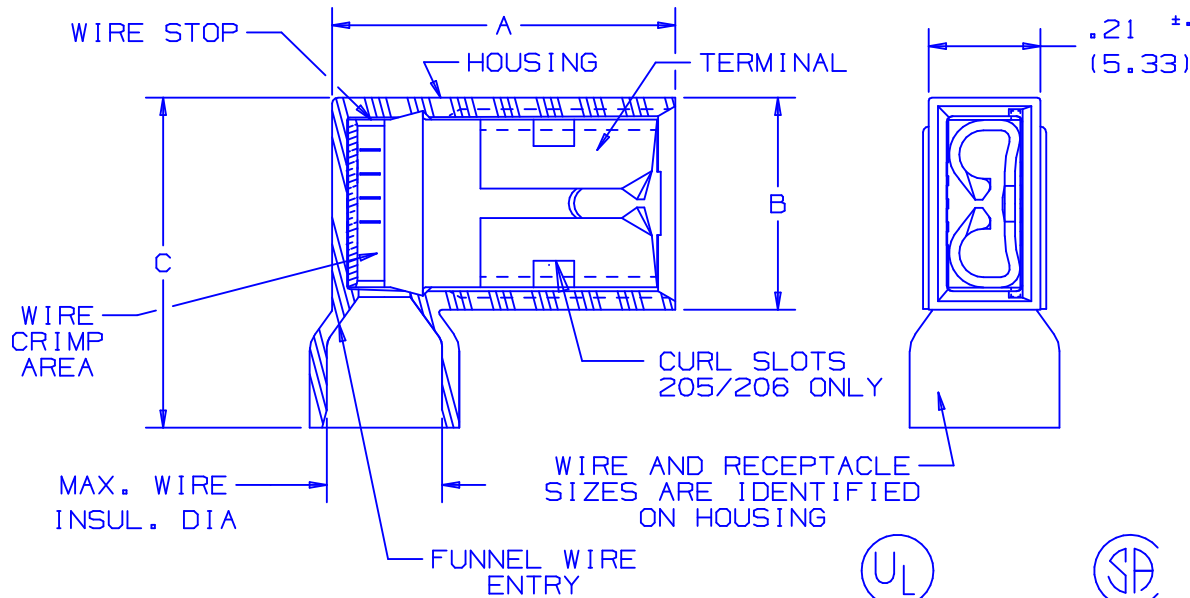 WIRE STOP
A
HOUSING
TERMINAL
.21 ±.
(5.33)
C
B
WIRE
CRIMP
AREA
CURL SLOTS
205/206 ONLY
MAX. WIRE
INSUL. DIA
WIRE AND RECEPTACLE
SIZES ARE IDENTIFIED
ON HOUSING
FUNNEL WIRE
ENTRY
UL